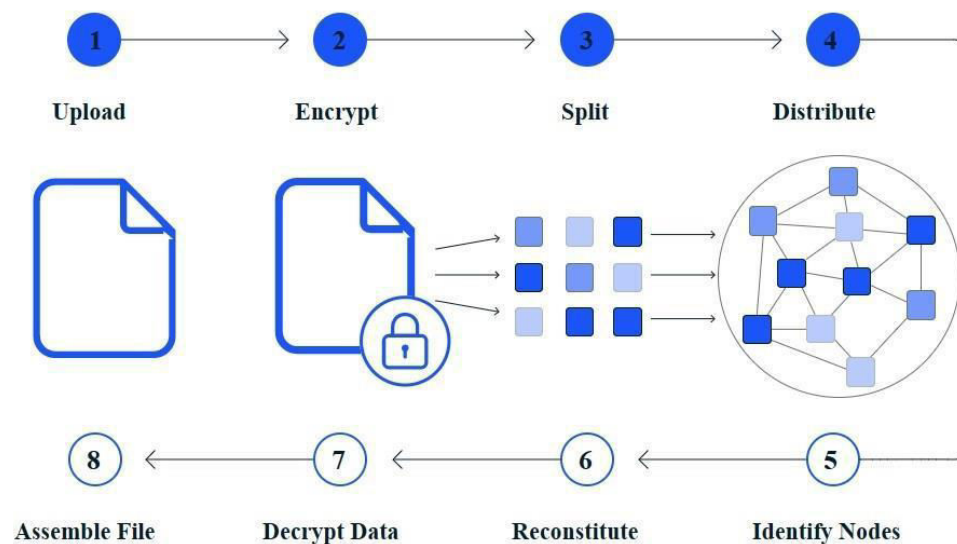 1 2 3 4
Upload Encrypt Split Distribute
8 7 6 5
Assemble File Decrypt Data Reconstitute Identify Nodes